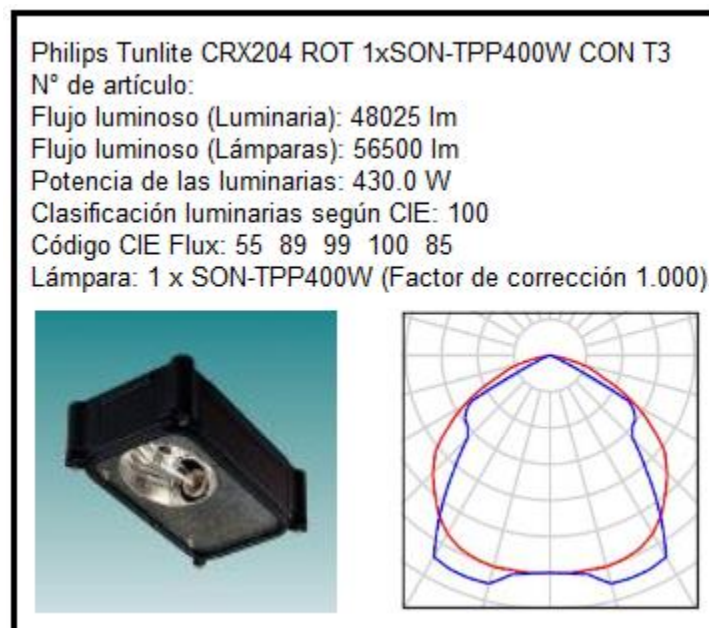 Philips Tunlite CRX204 ROT 1xSON-TPP400W CON T3
N° de artículo:
Flujo luminoso (Luminaria): 48025 lm
Flujo luminoso (Lámparas): 56500 lm
Potencia de las luminarias: 430.0 W
Clasificación luminarias según CIE: 100
Código CIE Flux: 55 89 99 100 85
Lámpara: 1 x SON-TPP400W (Factor de corrección 1.000)